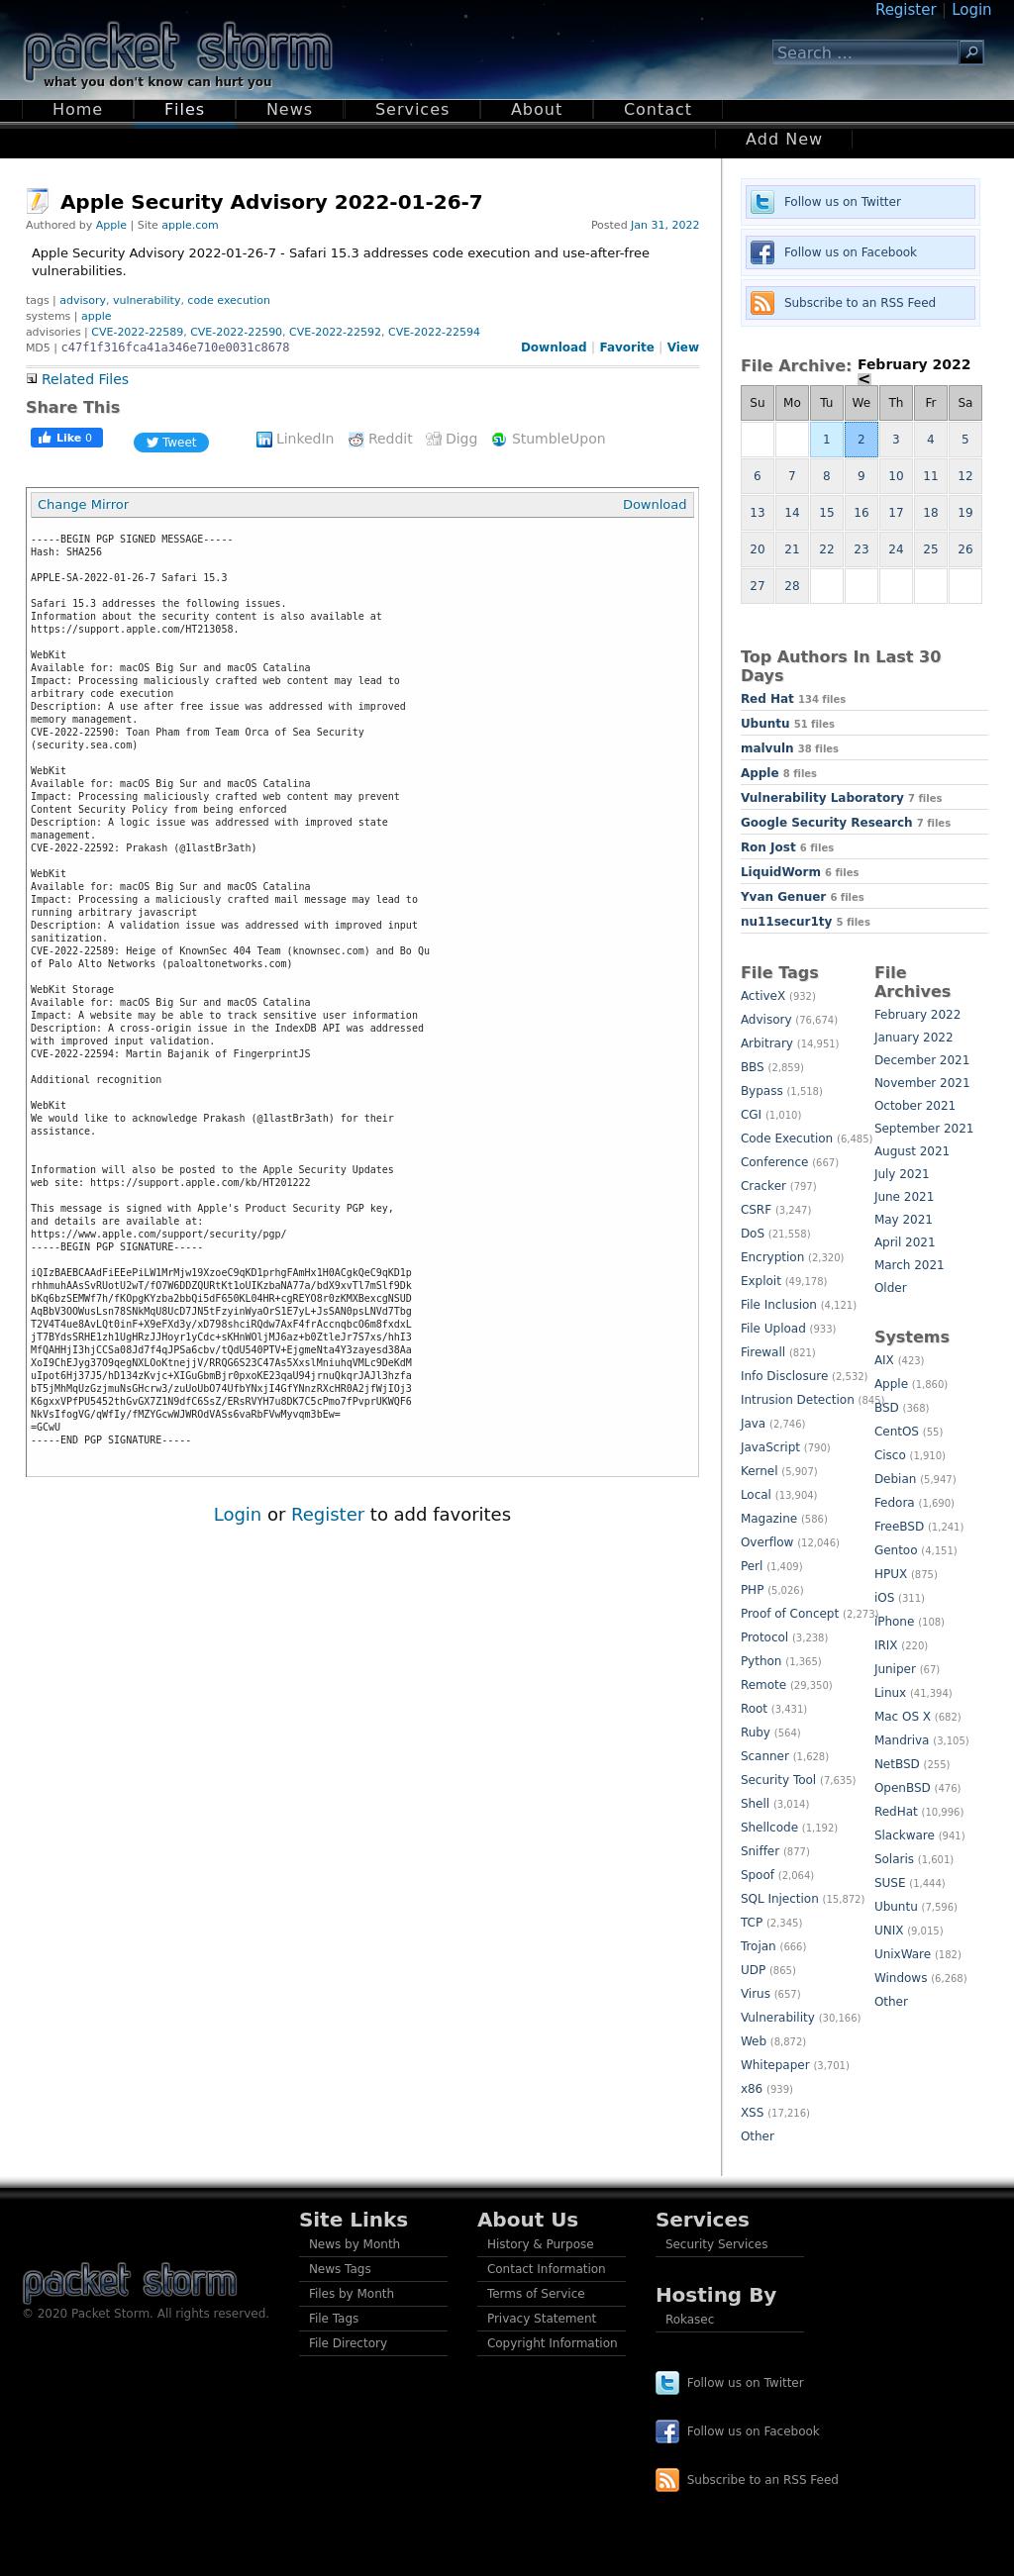 Register | Login
packet storm
what you don't know can hurt you
Search …
Home
Files
News
Services
About
Contact
Add New
Apple Security Advisory 2022-01-26-7
Authored by Apple | Site apple.com
Posted Jan 31, 2022
Apple Security Advisory 2022-01-26-7 - Safari 15.3 addresses code execution and use-after-free
vulnerabilities.
tags | advisory, vulnerability, code execution
systems | apple
advisories | CVE-2022-22589, CVE-2022-22590, CVE-2022-22592, CVE-2022-22594
MD5 | c47f1f316fca41a346e710e0031c8678
Download | Favorite | View
Related Files
Share This
Like 0
Tweet
LinkedIn
Reddit
Digg
StumbleUpon
Change Mirror
Download
-----BEGIN PGP SIGNED MESSAGE-----
Hash: SHA256
APPLE-SA-2022-01-26-7 Safari 15.3
Safari 15.3 addresses the following issues.
Information about the security content is also available at
https://support.apple.com/HT213058.
WebKit
Available for: macOS Big Sur and macOS Catalina
Impact: Processing maliciously crafted web content may lead to
arbitrary code execution
Description: A use after free issue was addressed with improved
memory management.
CVE-2022-22590: Toan Pham from Team Orca of Sea Security
(security.sea.com)
WebKit
Available for: macOS Big Sur and macOS Catalina
Impact: Processing maliciously crafted web content may prevent
Content Security Policy from being enforced
Description: A logic issue was addressed with improved state
management.
CVE-2022-22592: Prakash (@1lastBr3ath)
WebKit
Available for: macOS Big Sur and macOS Catalina
Impact: Processing a maliciously crafted mail message may lead to
running arbitrary javascript
Description: A validation issue was addressed with improved input
sanitization.
CVE-2022-22589: Heige of KnownSec 404 Team (knownsec.com) and Bo Qu
of Palo Alto Networks (paloaltonetworks.com)
WebKit Storage
Available for: macOS Big Sur and macOS Catalina
Impact: A website may be able to track sensitive user information
Description: A cross-origin issue in the IndexDB API was addressed
with improved input validation.
CVE-2022-22594: Martin Bajanik of FingerprintJS
Additional recognition
WebKit
We would like to acknowledge Prakash (@1lastBr3ath) for their
assistance.
Information will also be posted to the Apple Security Updates
web site: https://support.apple.com/kb/HT201222
This message is signed with Apple's Product Security PGP key,
and details are available at:
https://www.apple.com/support/security/pgp/
-----BEGIN PGP SIGNATURE-----
iQIzBAEBCAAdFiEEePiLW1MrMjw19XzoeC9qKD1prhgFAmHx1H0ACgkQeC9qKD1p
rhhmuhAAsSvRUotU2wT/fO7W6DDZQURtKt1oUIKzbaNA77a/bdX9xvTl7mSlf9Dk
bKq6bzSEMWf7h/fKOpgKYzba2bbQi5dF650KL04HR+cgREYO8r0zKMXBexcgNSUD
AqBbV3OOWusLsn78SNkMqU8UcD7JN5tFzyinWyaOrS1E7yL+JsSAN0psLNVd7Tbg
T2V4T4ue8AvLQt0inF+X9eFXd3y/xD798shciRQdw7AxF4frAccnqbcO6m8fxdxL
jT7BYdsSRHE1zh1UgHRzJJHoyr1yCdc+sKHnWOljMJ6az+b0ZtleJr7S7xs/hhI3
MfQAHHjI3hjCCSa08Jd7f4qJPSa6cbv/tQdU540PTV+EjgmeNta4Y3zayesd38Aa
XoI9ChEJyg37O9qegNXLOoKtnejjV/RRQG6S23C47As5XxslMniuhqVMLc9DeKdM
uIpot6Hj37J5/hD134zKvjc+XIGuGbmBjr0pxoKE23qaU94jrnuQkqrJAJl3hzfa
bT5jMhMqUzGzjmuNsGHcrw3/zuUoUbO74UfbYNxjI4GfYNnzRXcHR0A2jfWjIOj3
K6gxxVPfPU5452thGvGX7Z1N9dfC6SsZ/ERsRVYH7u8DK7C5cPmo7fPvprUKWQF6
NkVsIfogVG/qWfIy/fMZYGcwWJWROdVASs6vaRbFVwMyvqm3bEw=
=GCwU
-----END PGP SIGNATURE-----
Login or Register to add favorites
Follow us on Twitter
Follow us on Facebook
Subscribe to an RSS Feed
File Archive: February 2022
<
Su Mo Tu We Th Fr Sa
1 2 3 4 5
6 7 8 9 10 11 12
13 14 15 16 17 18 19
20 21 22 23 24 25 26
27 28
Top Authors In Last 30
Days
Red Hat 134 files
Ubuntu 51 files
malvuln 38 files
Apple 8 files
Vulnerability Laboratory 7 files
Google Security Research 7 files
Ron Jost 6 files
LiquidWorm 6 files
Yvan Genuer 6 files
nu11secur1ty 5 files
File Tags
ActiveX (932)
Advisory (76,674)
Arbitrary (14,951)
BBS (2,859)
Bypass (1,518)
CGI (1,010)
Code Execution (6,485)
Conference (667)
Cracker (797)
CSRF (3,247)
DoS (21,558)
Encryption (2,320)
Exploit (49,178)
File Inclusion (4,121)
File Upload (933)
Firewall (821)
Info Disclosure (2,532)
Intrusion Detection (845)
Java (2,746)
JavaScript (790)
Kernel (5,907)
Local (13,904)
Magazine (586)
Overflow (12,046)
Perl (1,409)
PHP (5,026)
Proof of Concept (2,273)
Protocol (3,238)
Python (1,365)
Remote (29,350)
Root (3,431)
Ruby (564)
Scanner (1,628)
Security Tool (7,635)
Shell (3,014)
Shellcode (1,192)
Sniffer (877)
Spoof (2,064)
SQL Injection (15,872)
TCP (2,345)
Trojan (666)
UDP (865)
Virus (657)
Vulnerability (30,166)
Web (8,872)
Whitepaper (3,701)
x86 (939)
XSS (17,216)
Other
File
Archives
February 2022
January 2022
December 2021
November 2021
October 2021
September 2021
August 2021
July 2021
June 2021
May 2021
April 2021
March 2021
Older
Systems
AIX (423)
Apple (1,860)
BSD (368)
CentOS (55)
Cisco (1,910)
Debian (5,947)
Fedora (1,690)
FreeBSD (1,241)
Gentoo (4,151)
HPUX (875)
iOS (311)
iPhone (108)
IRIX (220)
Juniper (67)
Linux (41,394)
Mac OS X (682)
Mandriva (3,105)
NetBSD (255)
OpenBSD (476)
RedHat (10,996)
Slackware (941)
Solaris (1,601)
SUSE (1,444)
Ubuntu (7,596)
UNIX (9,015)
UnixWare (182)
Windows (6,268)
Other
packet storm
© 2020 Packet Storm. All rights reserved.
Site Links
News by Month
News Tags
Files by Month
File Tags
File Directory
About Us
History & Purpose
Contact Information
Terms of Service
Privacy Statement
Copyright Information
Services
Security Services
Hosting By
Rokasec
Follow us on Twitter
Follow us on Facebook
Subscribe to an RSS Feed